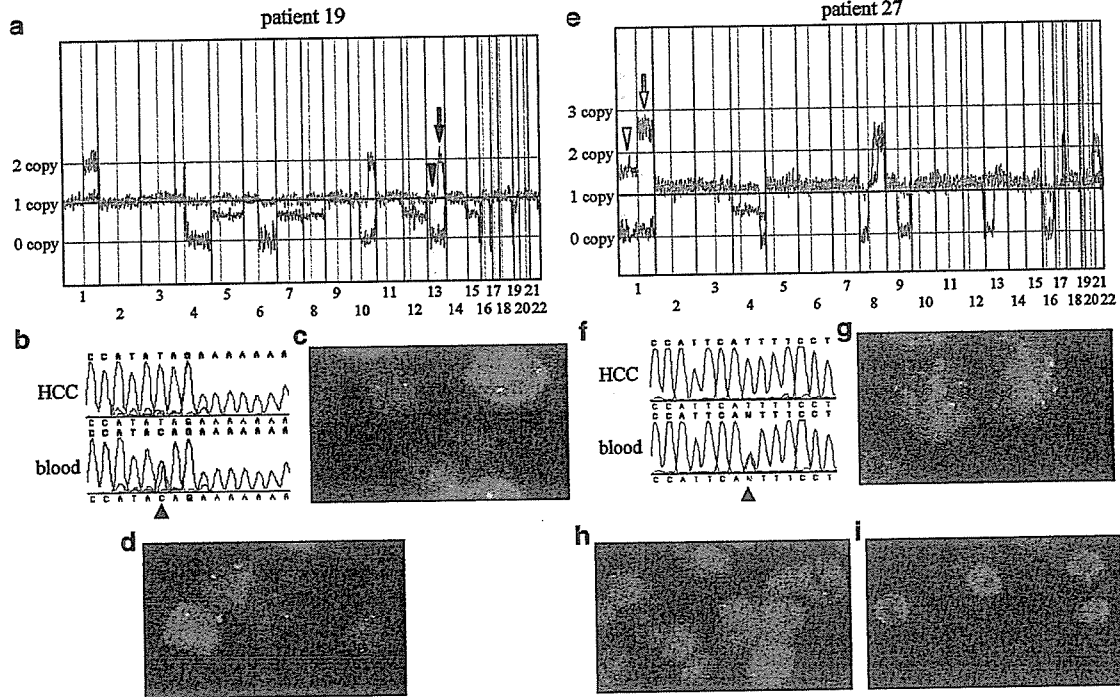 a
patient 19
2 copy
1 copy
0 copy
1 3 5 7 9 11 13 15 17 19 21
2 4 6 8 10 12 14 16 18 20 22
b
C C A T A T A G A A A A A A A
HCC
C C A T A C A G A A A A A A A
blood
C C A T A C A G A A A A A A A
c
d
e
patient 27
3 copy
2 copy
1 copy
0 copy
1 3 5 7 9 11 13 15 17 19 21
2 4 6 8 10 12 14 16 18 20 22
f
C C A T T C A T T T T C C T
HCC
C C A T T C A N T T T C C T
blood
C C A T T C A N T T T C C T
g
h
i